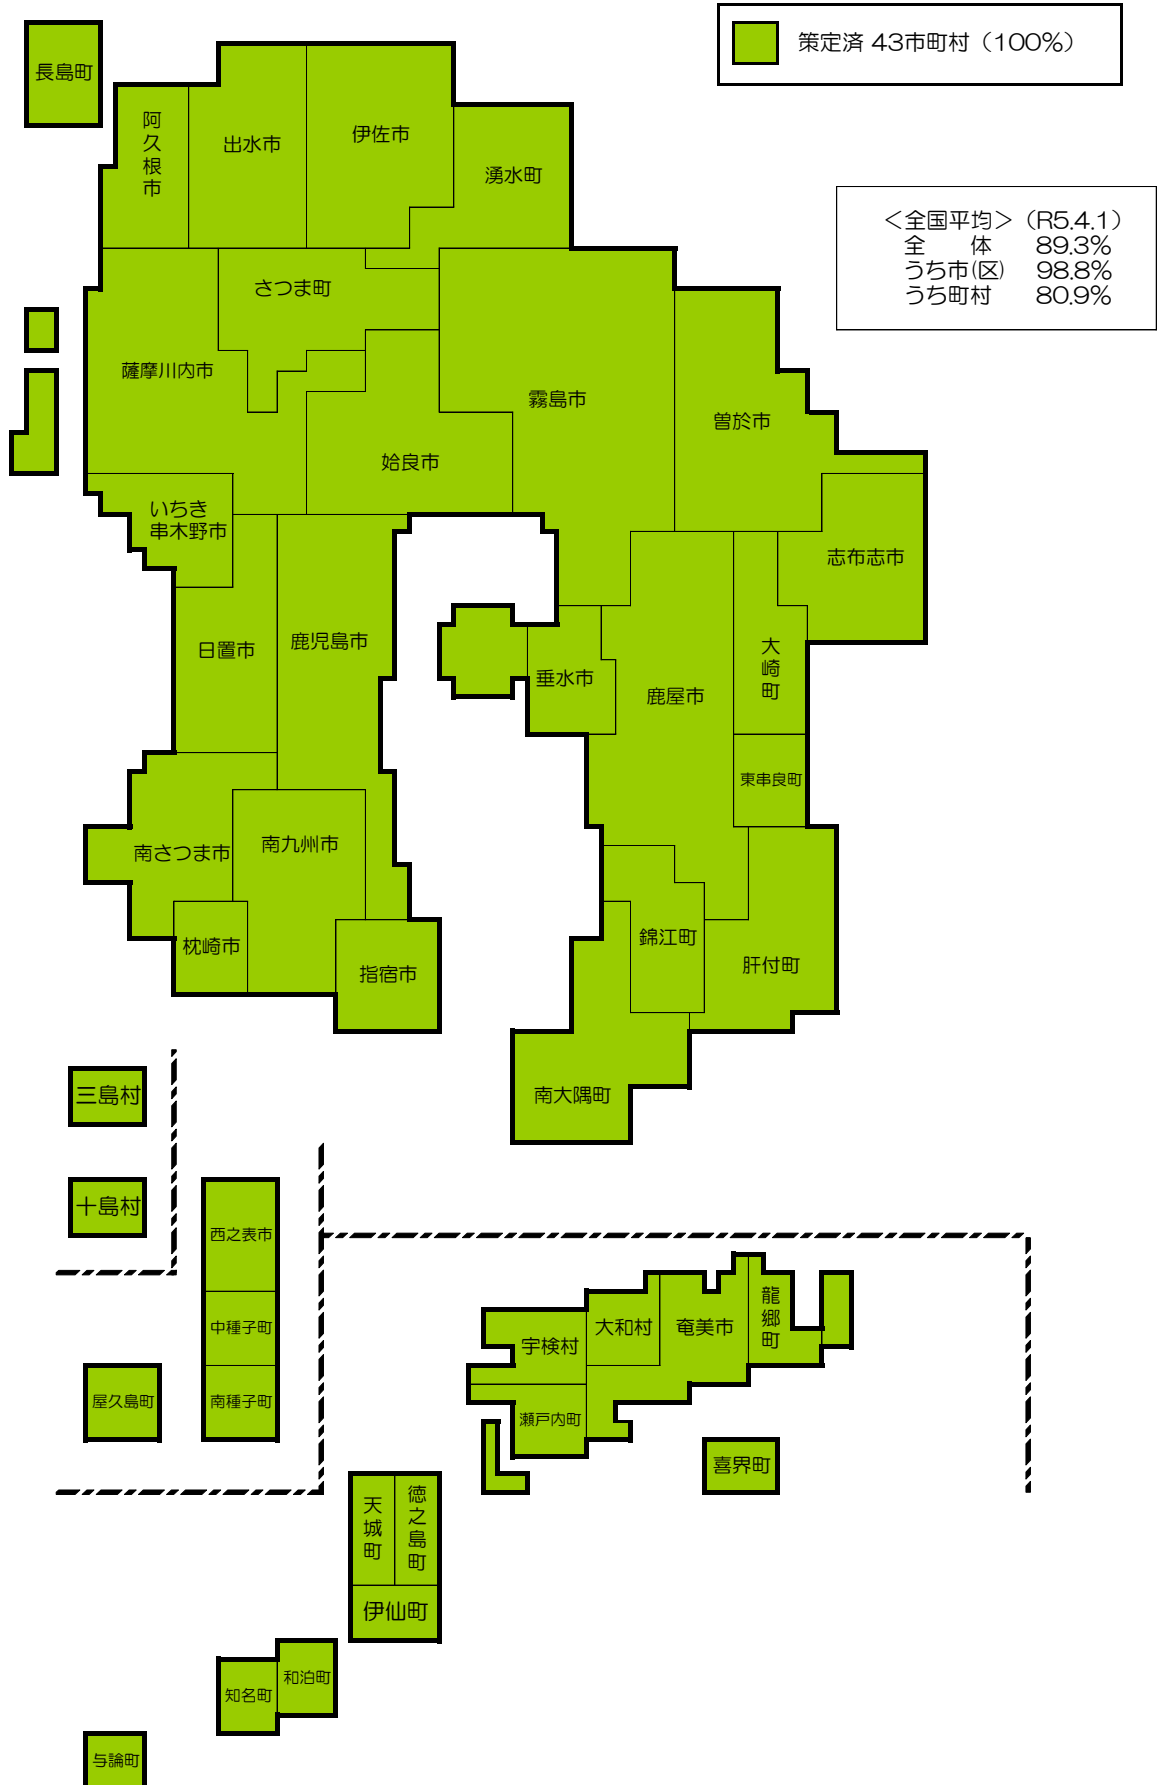 策定済 43市町村（100%）
＜全国平均＞（R5.4.1）
全　　体　89.3%
うち市(区)　98.8%
うち町村　80.9%
長島町
阿久根市
出水市
伊佐市
湧水町
さつま町
薩摩川内市
霧島市
曽於市
姶良市
いちき
串木野市
志布志市
日置市
鹿児島市
垂水市
鹿屋市
大崎町
東串良町
南さつま市
南九州市
枕崎市
指宿市
錦江町
肝付町
南大隅町
三島村
十島村
西之表市
中種子町
南種子町
屋久島町
宇検村
大和村
奄美市
龍郷町
瀬戸内町
喜界町
天城町
徳之島町
伊仙町
和泊町
知名町
与論町